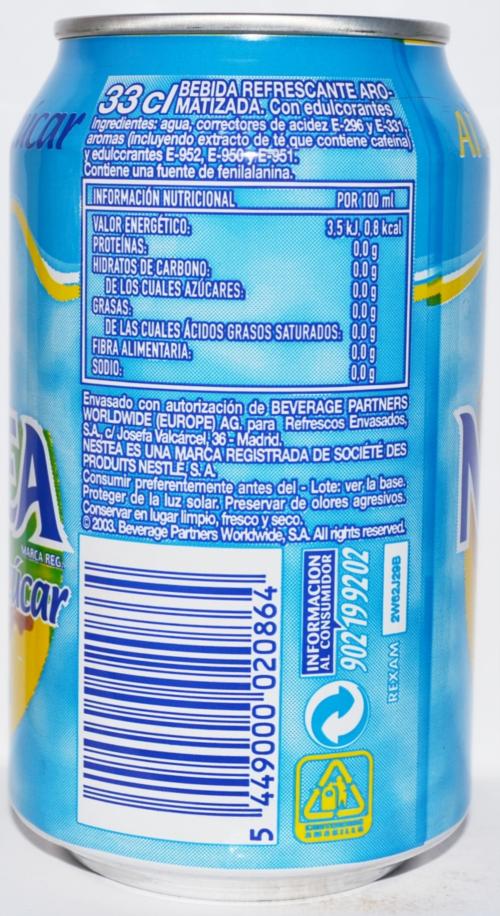 33 cl BEBIDA REFRESCANTE ARO-
MATIZADA. Con edulcorantes
Ingredientes: agua, correctores de acidez E-296 y E-331,
aromas (incluyendo extracto de té que contiene cafeína)
y edulcorantes E-952, E-950 y E-951.
Contiene una fuente de fenilalanina.
INFORMACIÓN NUTRICIONAL POR 100 ml
VALOR ENERGÉTICO: 3,5 kJ, 0,8 kcal
PROTEÍNAS: 0,0 g
HIDRATOS DE CARBONO: 0,0 g
DE LOS CUALES AZÚCARES: 0,0 g
GRASAS: 0,0 g
DE LAS CUALES ÁCIDOS GRASOS SATURADOS: 0,0 g
FIBRA ALIMENTARIA: 0,0 g
SODIO: 0,0 g
Envasado con autorización de BEVERAGE PARTNERS
WORLDWIDE (EUROPE) AG. para Refrescos Envasados,
S.A., c/ Josefa Valcárcel, 36 - Madrid.
NESTEA ES UNA MARCA REGISTRADA DE SOCIÉTÉ DES
PRODUITS NESTLÉ, S. A.
Consumir preferentemente antes del - Lote: ver la base.
Proteger de la luz solar. Preservar de olores agresivos.
Conservar en lugar limpio, fresco y seco.
© 2003. Beverage Partners Worldwide, S.A. All rights reserved.
5 449000 020864
INFORMACION
AL CONSUMIDOR
902 19 92 02
REXAM 2W62J29B
EA
MARCA REG.
úcar
úcar